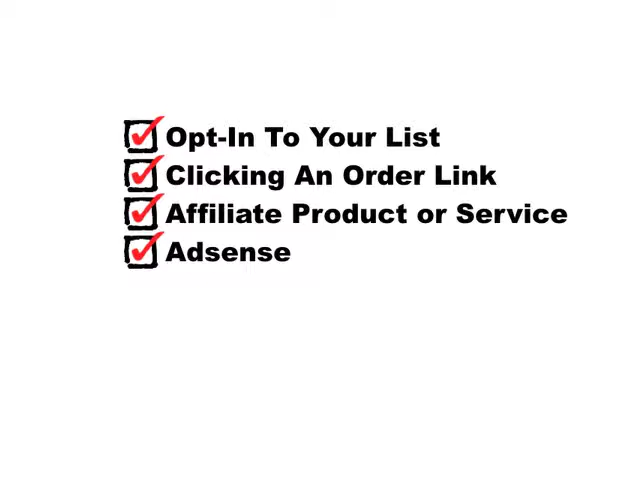 Opt-In To Your List
Clicking An Order Link
Affiliate Product or Service
Adsense